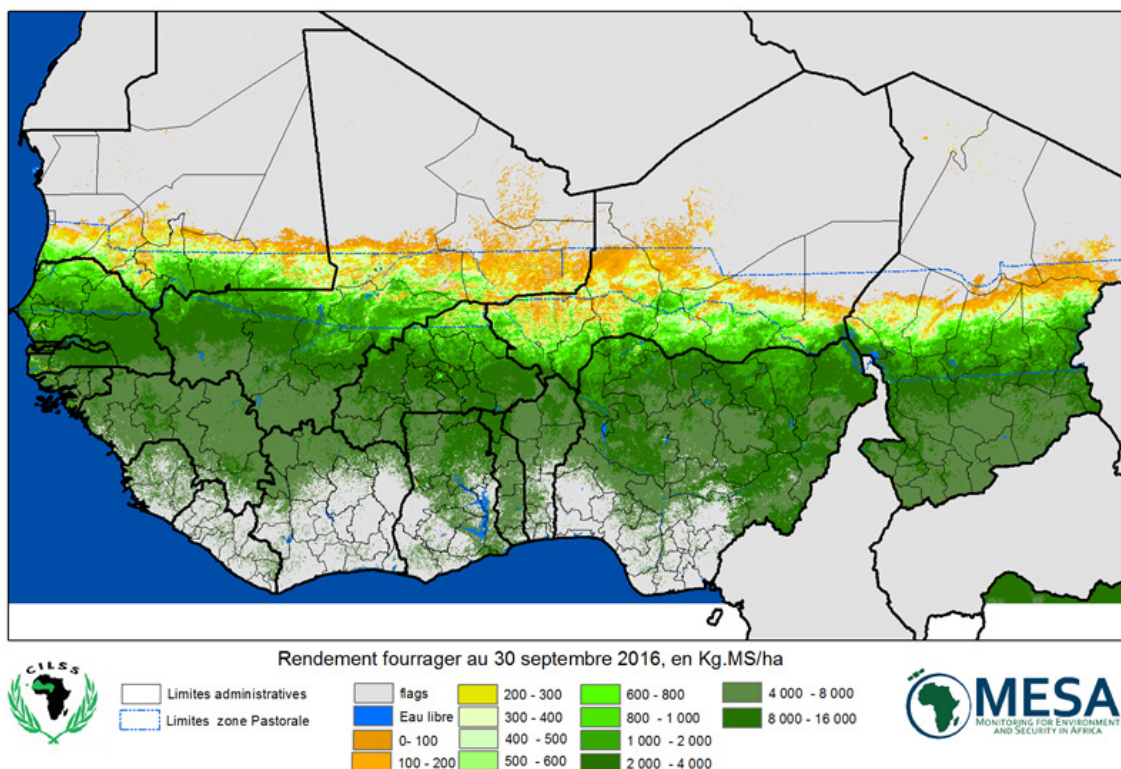 Rendement fourrager au 30 septembre 2016, en Kg.MS/ha
CILSS
Limites administratives
Limites zone Pastorale
flags
Eau libre
0- 100
100 - 200
200 - 300
300 - 400
400 - 500
500 - 600
600 - 800
800 - 1 000
1 000 - 2 000
2 000 - 4 000
4 000 - 8 000
8 000 - 16 000
MESA
MONITORING FOR ENVIRONMENT
AND SECURITY IN AFRICA